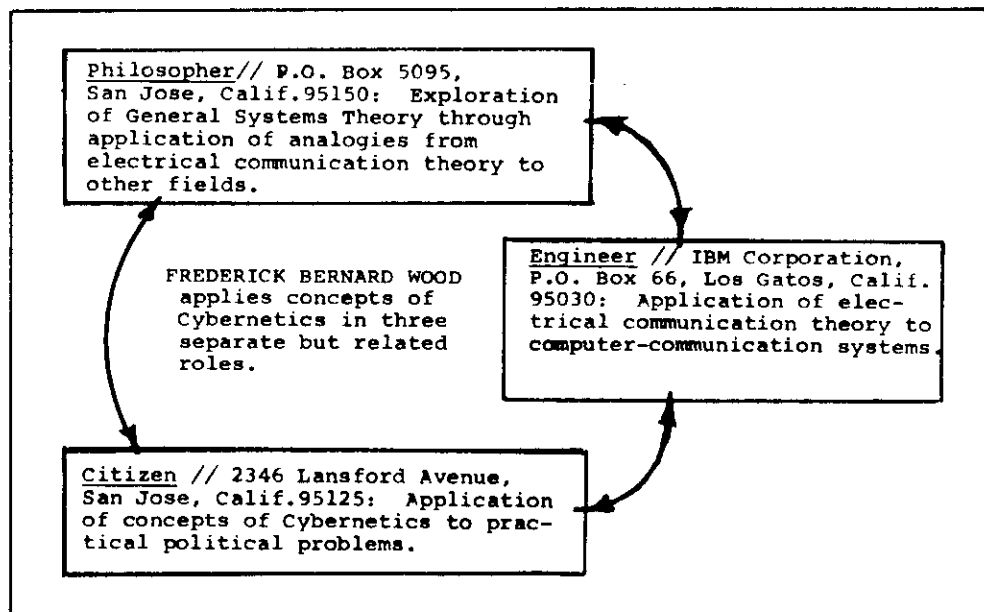 Philosopher// P.O. Box 5095,
San Jose, Calif.95150: Exploration
of General Systems Theory through
application of analogies from
electrical communication theory to
other fields.
FREDERICK BERNARD WOOD
applies concepts of
Cybernetics in three
separate but related
roles.
Engineer // IBM Corporation,
P.O. Box 66, Los Gatos, Calif.
95030: Application of elec-
trical communication theory to
computer-communication systems.
Citizen // 2346 Lansford Avenue,
San Jose, Calif.95125: Application
of concepts of Cybernetics to prac-
tical political problems.